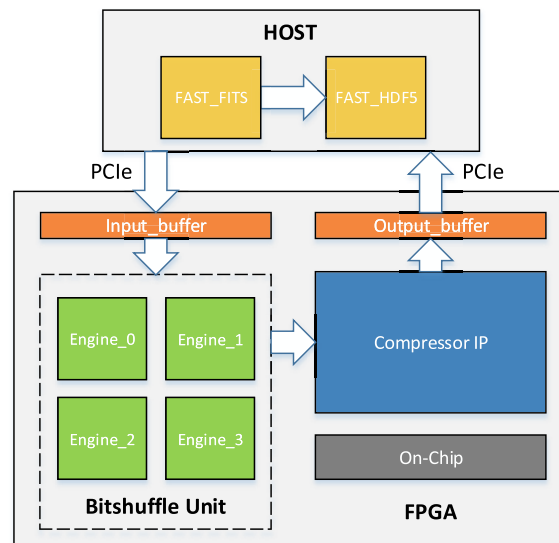 HOST
FAST_FITS
FAST_HDF5
PCIe
PCIe
Input_buffer
Output_buffer
Engine_0
Engine_1
Compressor IP
Engine_2
Engine_3
On-Chip
Bitshuffle Unit
FPGA